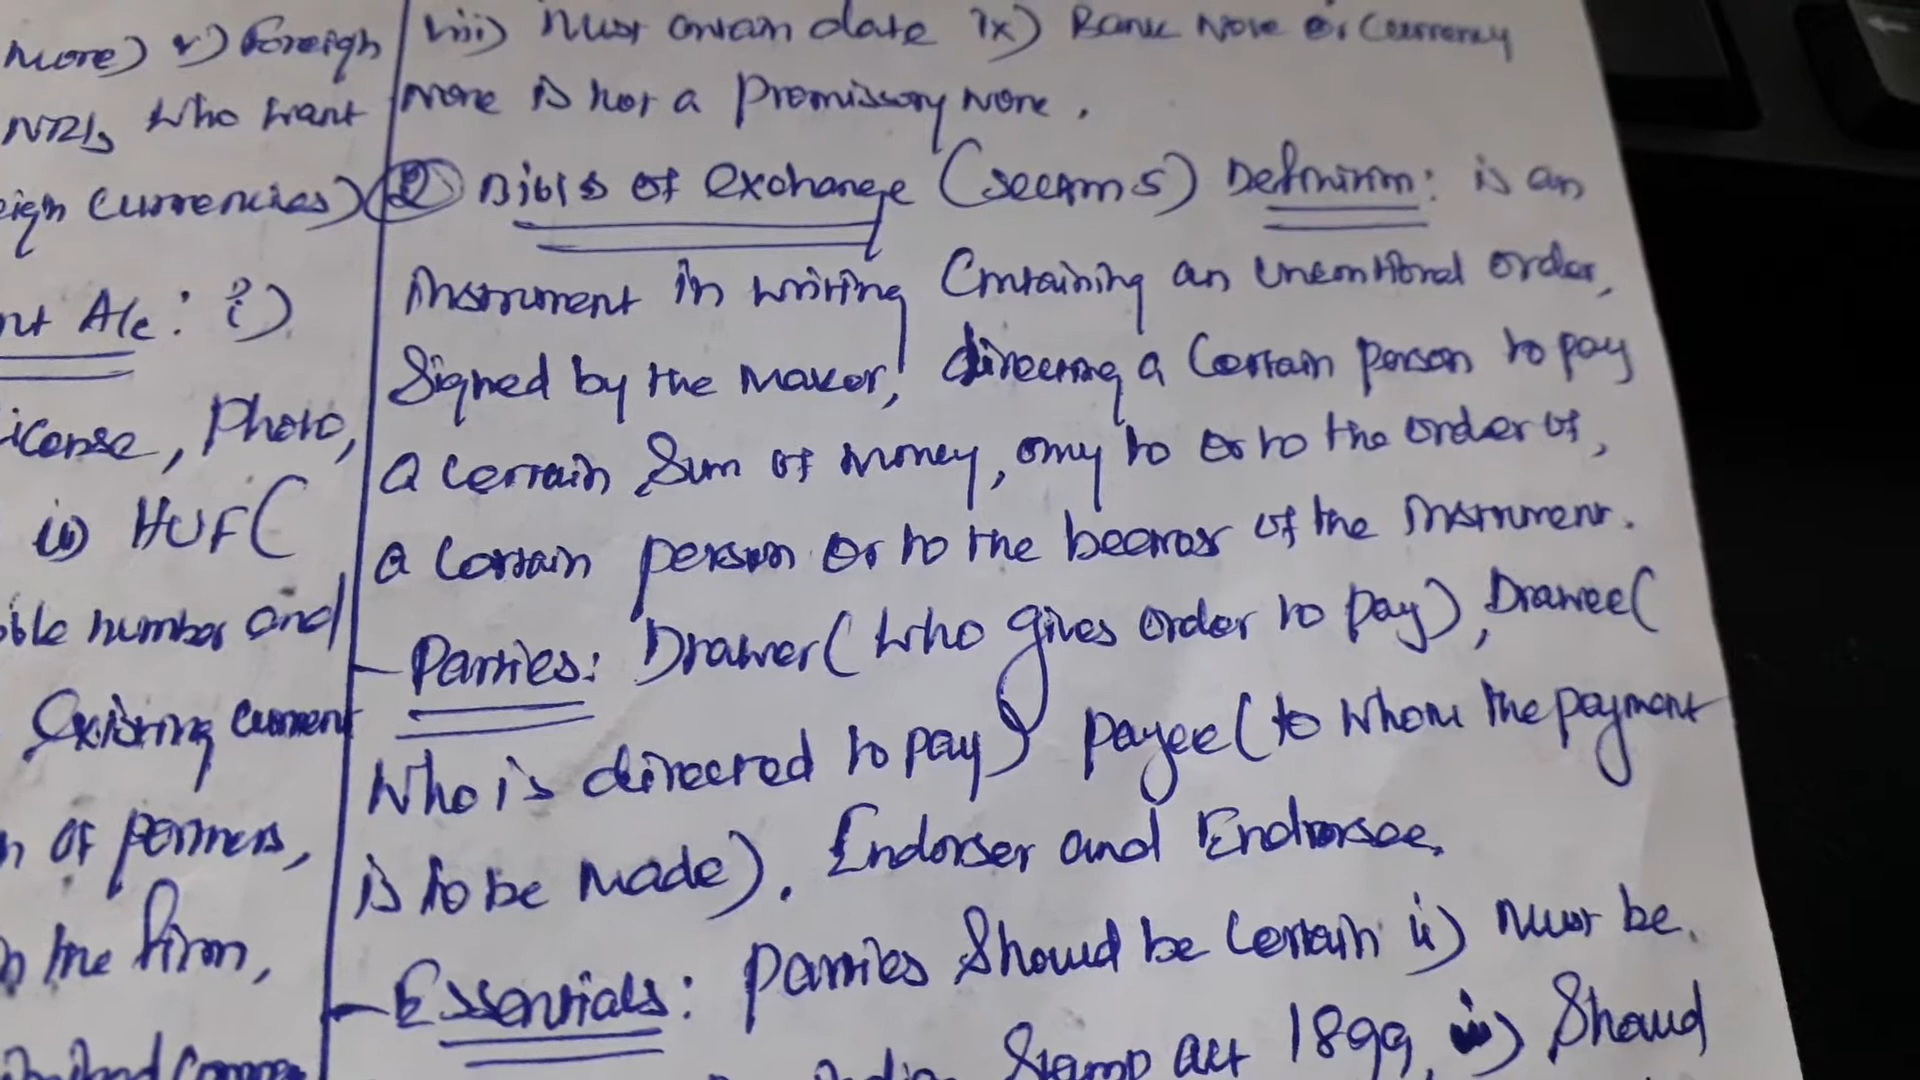 more) v) Foreign
NRIs who want
eign currencies)
nt A/c: i)
icense, Photo,
ii) HUF(
ble number and
Existing current
n of partners,
the firm,
viii) Must contain date ix) Bank Note or Currency
Note is not a Promissory Note.
② Bills of Exchange (Section 5) Definition: is an
instrument in writing containing an unconditional order,
Signed by the Maker, directing a Certain person to pay
a certain Sum of Money, only to or to the order of,
a Certain person or to the bearer of the Instrument.
- Parties: Drawer (who gives order to pay), Drawee (
Who is directed to pay) payee (to whom the payment
is to be made). Endorser and Endorsee.
- Essentials: Parties Should be Certain ii) Must be
Stamp act 1899, iii) Should